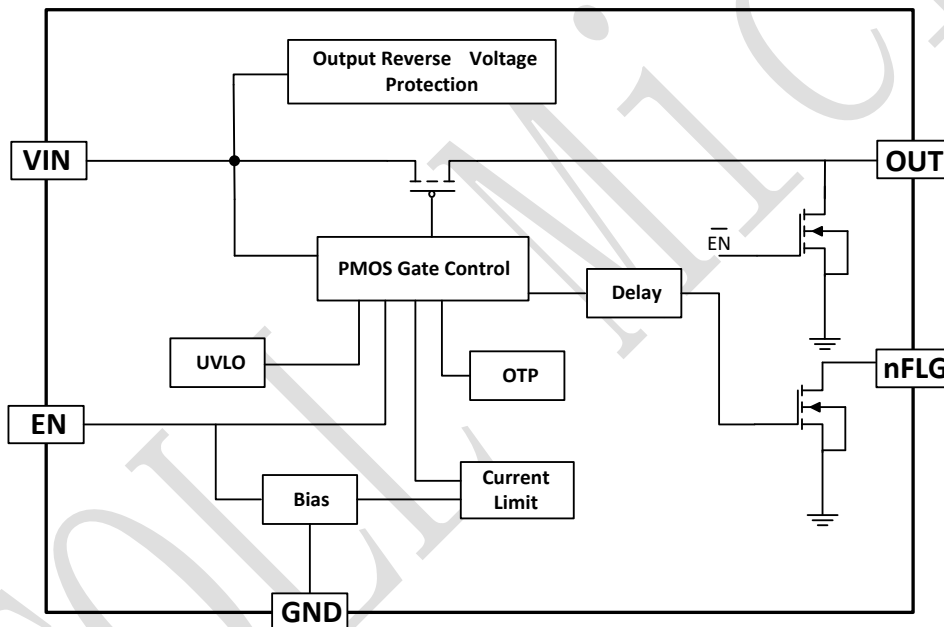 Output Reverse Voltage
Protection
VIN
OUT
EN
PMOS Gate Control
Delay
UVLO
OTP
nFLG
EN
Current
Limit
Bias
GND